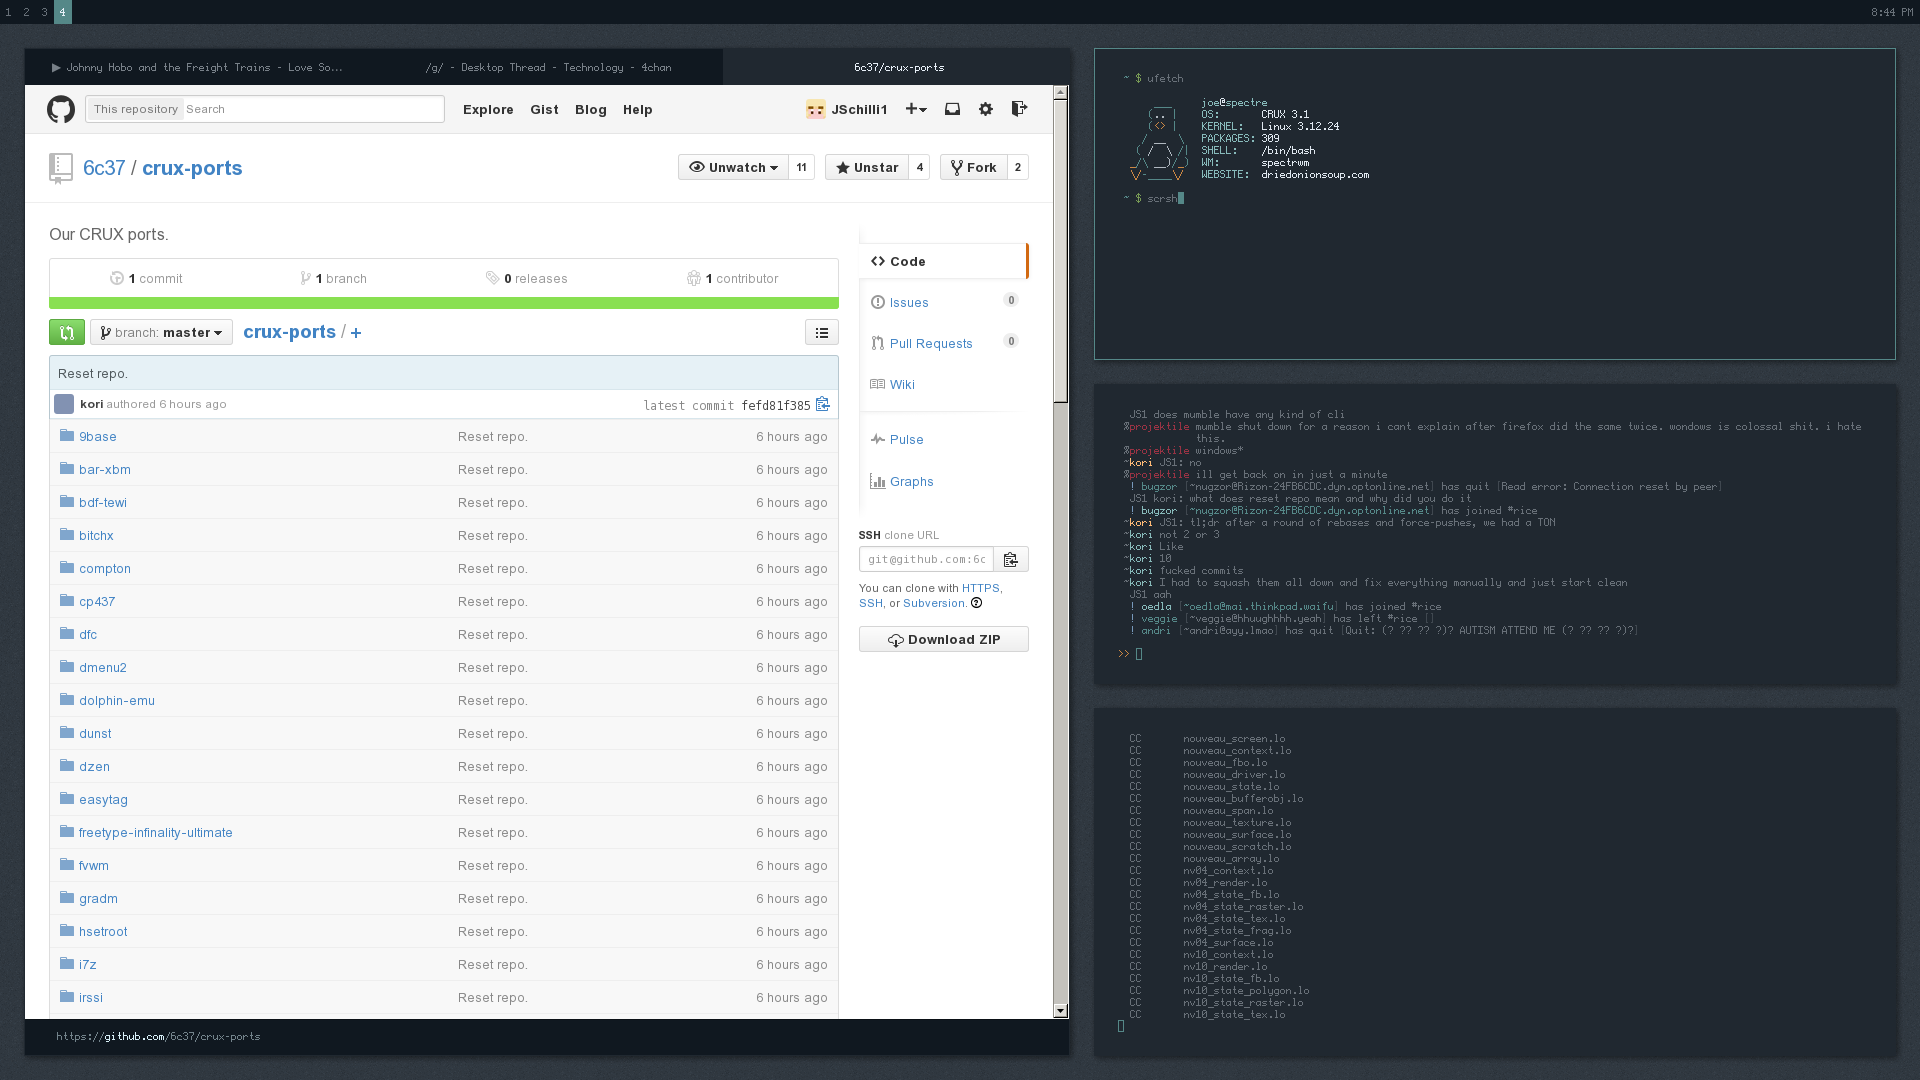 1 2 3 4
8:44 PM
▶ Johnny Hobo and the Freight Trains - Love So...
/g/ - Desktop Thread - Technology - 4chan
6c37/crux-ports
This repository Search
Explore Gist Blog Help
JSchilli1
6c37 / crux-ports
Unwatch 11
Unstar 4
Fork 2
Our CRUX ports.
1 commit
1 branch
0 releases
1 contributor
branch: master
crux-ports / +
Reset repo.
kori authored 6 hours ago
latest commit fefd81f385
9base Reset repo. 6 hours ago
bar-xbm Reset repo. 6 hours ago
bdf-tewi Reset repo. 6 hours ago
bitchx Reset repo. 6 hours ago
compton Reset repo. 6 hours ago
cp437 Reset repo. 6 hours ago
dfc Reset repo. 6 hours ago
dmenu2 Reset repo. 6 hours ago
dolphin-emu Reset repo. 6 hours ago
dunst Reset repo. 6 hours ago
dzen Reset repo. 6 hours ago
easytag Reset repo. 6 hours ago
freetype-infinality-ultimate Reset repo. 6 hours ago
fvwm Reset repo. 6 hours ago
gradm Reset repo. 6 hours ago
hsetroot Reset repo. 6 hours ago
i7z Reset repo. 6 hours ago
irssi Reset repo. 6 hours ago
Code
Issues 0
Pull Requests 0
Wiki
Pulse
Graphs
SSH clone URL
git@github.com:6c
You can clone with HTTPS,
SSH, or Subversion.
Download ZIP
https://github.com/6c37/crux-ports
~ $ ufetch
joe@spectre
OS: CRUX 3.1
KERNEL: Linux 3.12.24
PACKAGES: 309
SHELL: /bin/bash
WM: spectrwm
WEBSITE: driedonionsoup.com
~ $ scrsh
JS1 does mumble have any kind of cli
%projektile mumble shut down for a reason i cant explain after firefox did the same twice. wondows is colossal shit. i hate
this.
%projektile windows*
~kori JS1: no
%projektile ill get back on in just a minute
! bugzor [~nugzor@Rizon-24FB6CDC.dyn.optonline.net] has quit [Read error: Connection reset by peer]
JS1 kori: what does reset repo mean and why did you do it
! bugzor [~nugzor@Rizon-24FB6CDC.dyn.optonline.net] has joined #rice
~kori JS1: tl;dr after a round of rebases and force-pushes, we had a TON
~kori not 2 or 3
~kori Like
~kori 10
~kori fucked commits
~kori I had to squash them all down and fix everything manually and just start clean
JS1 aah
! oedla [~oedla@mai.thinkpad.waifu] has joined #rice
! veggie [~veggie@hhuughhhh.yeah] has left #rice []
! andri [~andri@ayy.lmao] has quit [Quit: (? ?? ?? ?)? AUTISM ATTEND ME (? ?? ?? ?)?]
>>
CC nouveau_screen.lo
CC nouveau_context.lo
CC nouveau_fbo.lo
CC nouveau_driver.lo
CC nouveau_state.lo
CC nouveau_bufferobj.lo
CC nouveau_span.lo
CC nouveau_texture.lo
CC nouveau_surface.lo
CC nouveau_scratch.lo
CC nouveau_array.lo
CC nv04_context.lo
CC nv04_render.lo
CC nv04_state_fb.lo
CC nv04_state_raster.lo
CC nv04_state_tex.lo
CC nv04_state_frag.lo
CC nv04_surface.lo
CC nv10_context.lo
CC nv10_render.lo
CC nv10_state_fb.lo
CC nv10_state_polygon.lo
CC nv10_state_raster.lo
CC nv10_state_tex.lo